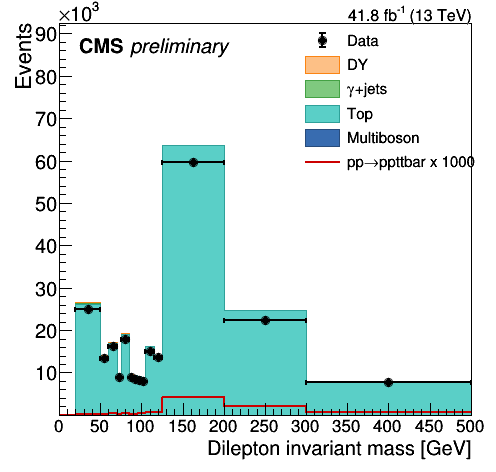 ×10³
41.8 fb⁻¹ (13 TeV)
CMS preliminary
Events
90
80
70
60
50
40
30
20
10
Data
DY
γ+jets
Top
Multiboson
pp→ppttbar x 1000
0 50 100 150 200 250 300 350 400 450 500
Dilepton invariant mass [GeV]